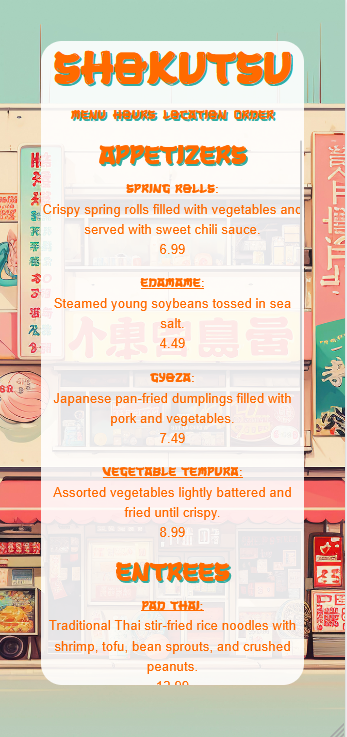 SHOKUTSU
MENU HOURS LOCATION ORDER
APPETIZERS
SPRING ROLLS:
Crispy spring rolls filled with vegetables and
served with sweet chili sauce.
6.99
EDAMAME:
Steamed young soybeans tossed in sea
salt.
4.49
GYOZA:
Japanese pan-fried dumplings filled with
pork and vegetables.
7.49
VEGETABLE TEMPURA:
Assorted vegetables lightly battered and
fried until crispy.
8.99
ENTREES
PAD THAI:
Traditional Thai stir-fried rice noodles with
shrimp, tofu, bean sprouts, and crushed
peanuts.
12.99